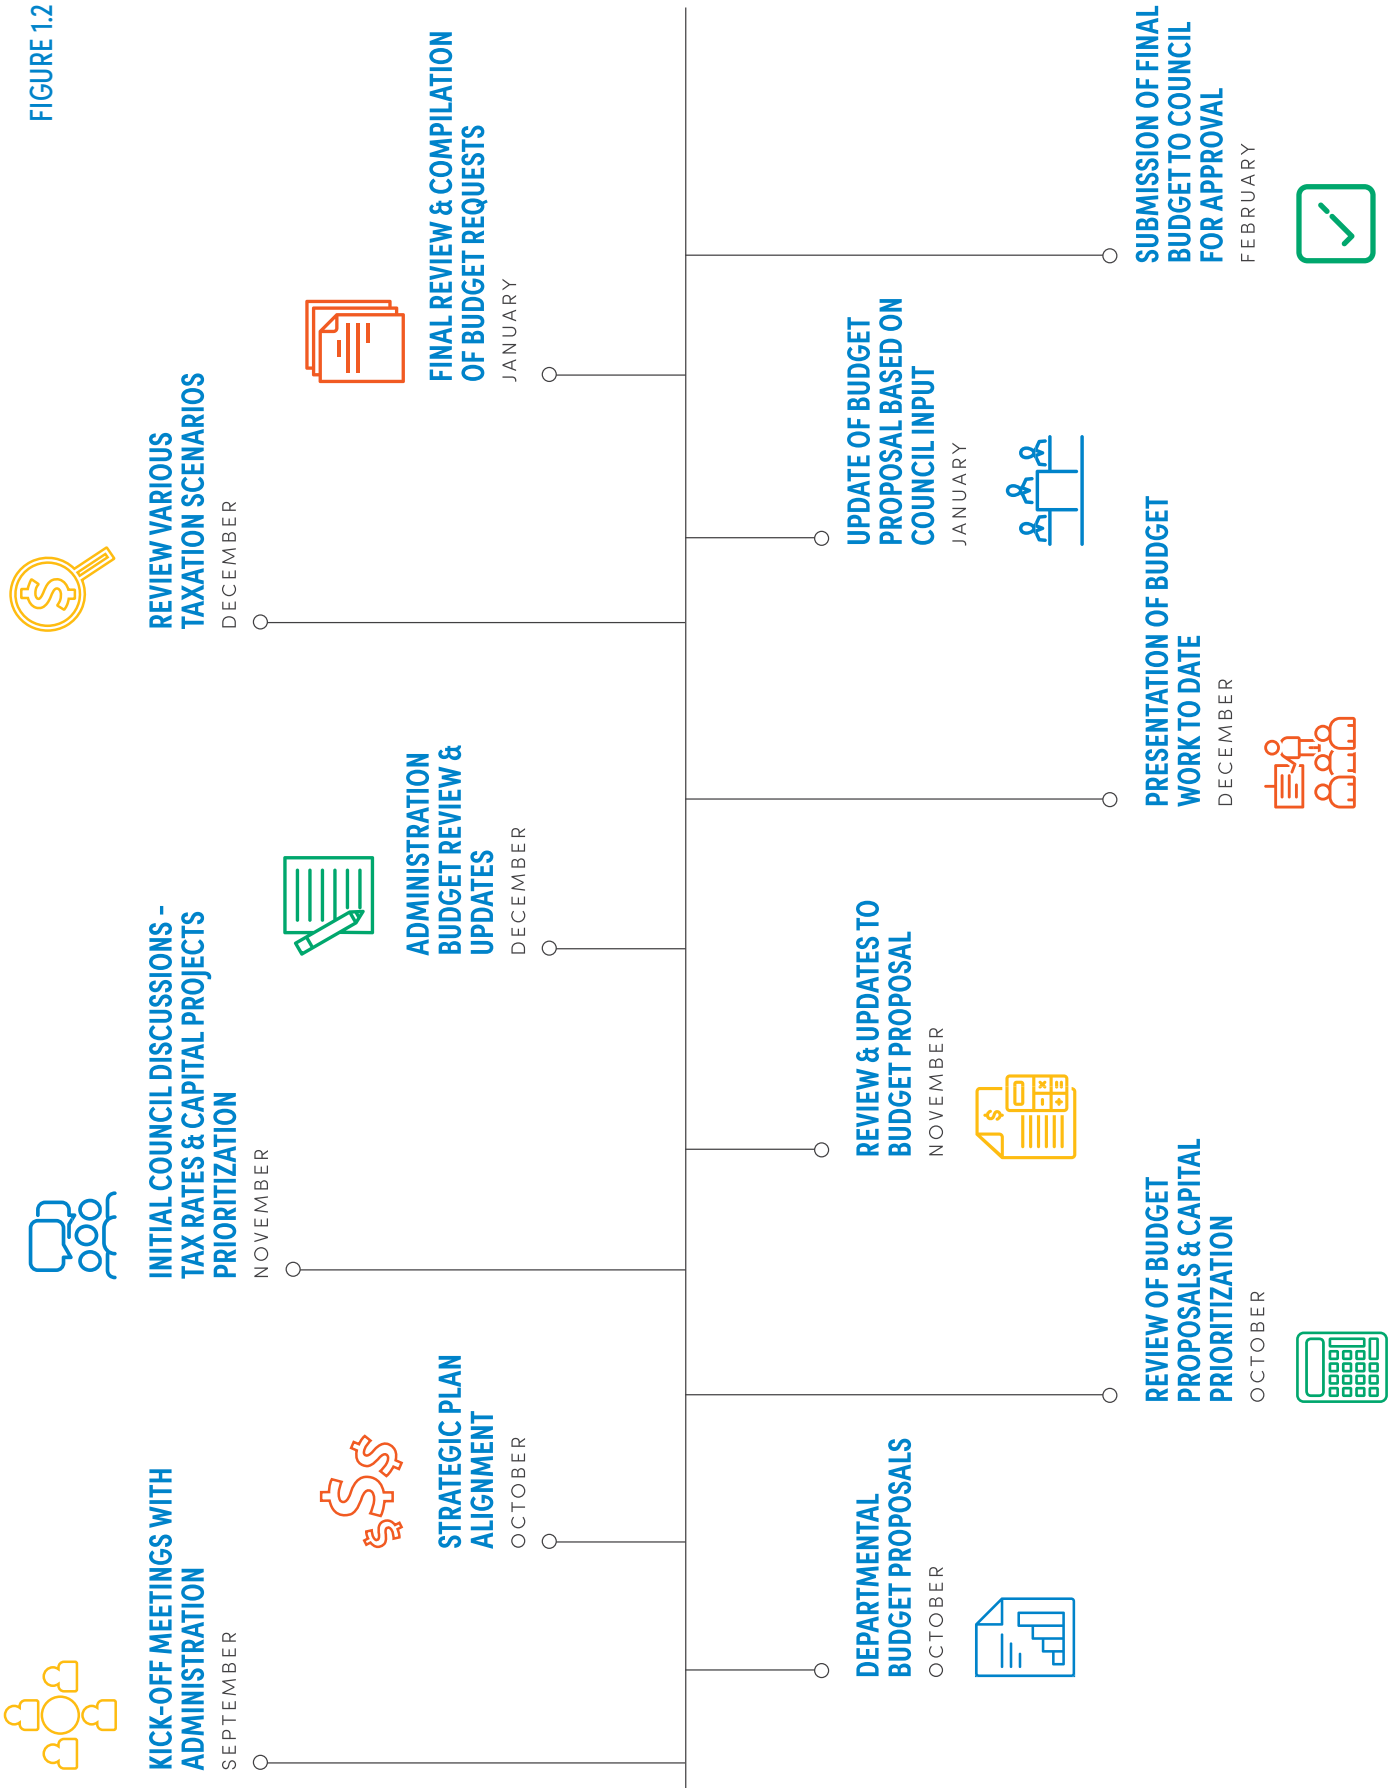 FIGURE 1.2
KICK-OFF MEETINGS WITH
ADMINISTRATION
SEPTEMBER
DEPARTMENTAL
BUDGET PROPOSALS
OCTOBER
STRATEGIC PLAN
ALIGNMENT
OCTOBER
REVIEW OF BUDGET
PROPOSALS & CAPITAL
PRIORITIZATION
OCTOBER
INITIAL COUNCIL DISCUSSIONS -
TAX RATES & CAPITAL PROJECTS
PRIORITIZATION
NOVEMBER
REVIEW & UPDATES TO
BUDGET PROPOSAL
NOVEMBER
ADMINISTRATION
BUDGET REVIEW &
UPDATES
DECEMBER
PRESENTATION OF BUDGET
WORK TO DATE
DECEMBER
REVIEW VARIOUS
TAXATION SCENARIOS
DECEMBER
UPDATE OF BUDGET
PROPOSAL BASED ON
COUNCIL INPUT
JANUARY
FINAL REVIEW & COMPILATION
OF BUDGET REQUESTS
JANUARY
SUBMISSION OF FINAL
BUDGET TO COUNCIL
FOR APPROVAL
FEBRUARY